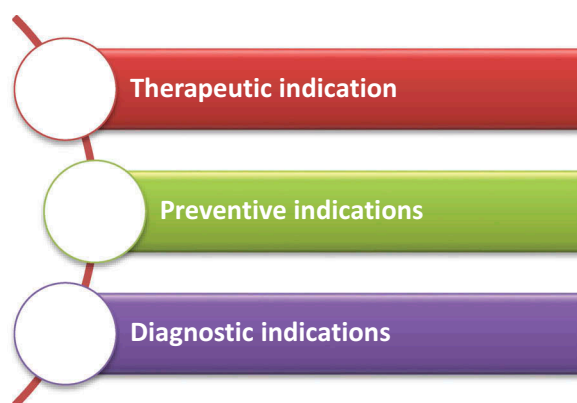 Therapeutic indication
Preventive indications
Diagnostic indications